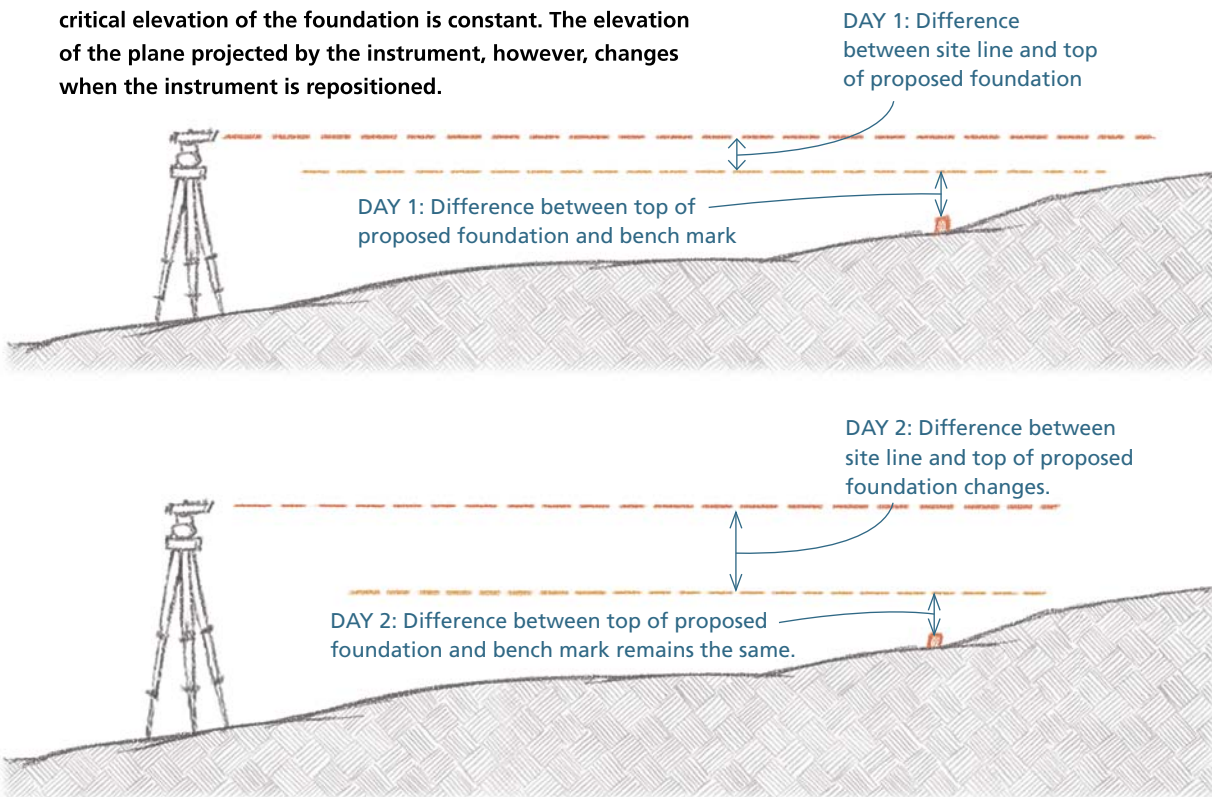 critical elevation of the foundation is constant. The elevation
of the plane projected by the instrument, however, changes
when the instrument is repositioned.
DAY 1: Difference
between site line and top
of proposed foundation
DAY 1: Difference between top of
proposed foundation and bench mark
DAY 2: Difference between
site line and top of proposed
foundation changes.
DAY 2: Difference between top of proposed
foundation and bench mark remains the same.